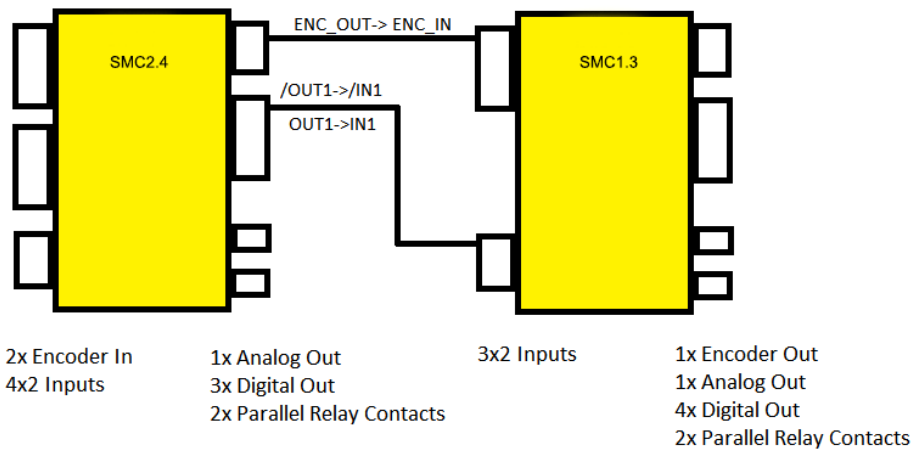 ENC_OUT-> ENC_IN
SMC2.4
SMC1.3
/OUT1->/IN1
OUT1->IN1
2x Encoder In
4x2 Inputs
1x Analog Out
3x Digital Out
2x Parallel Relay Contacts
3x2 Inputs
1x Encoder Out
1x Analog Out
4x Digital Out
2x Parallel Relay Contacts